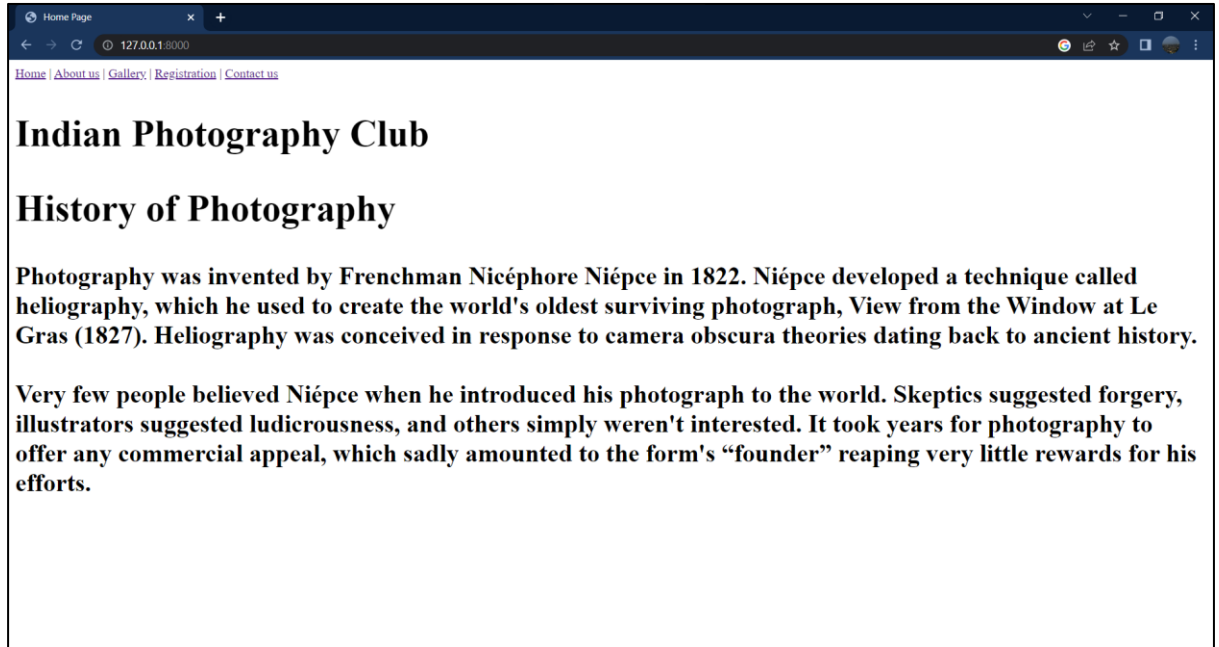 Home Page
127.0.0.1:8000
Home | About us | Gallery | Registration | Contact us
Indian Photography Club
History of Photography
Photography was invented by Frenchman Nicéphore Niépce in 1822. Niépce developed a technique called
heliography, which he used to create the world's oldest surviving photograph, View from the Window at Le
Gras (1827). Heliography was conceived in response to camera obscura theories dating back to ancient history.
Very few people believed Niépce when he introduced his photograph to the world. Skeptics suggested forgery,
illustrators suggested ludicrousness, and others simply weren't interested. It took years for photography to
offer any commercial appeal, which sadly amounted to the form's “founder” reaping very little rewards for his
efforts.